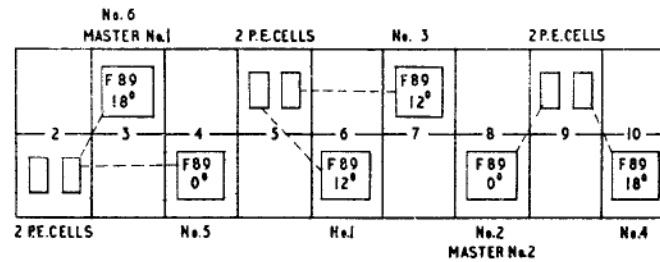 No.6
MASTER No.1
2 P.E.CELLS
No. 3
2 P.E.CELLS
F89
18°
F89
12°
2
3
4
5
6
7
8
9
10
F89
0°
F89
12°
F89
0°
F89
18°
2 P.E.CELLS
No.5
No.1
No.2
No.4
MASTER No.2